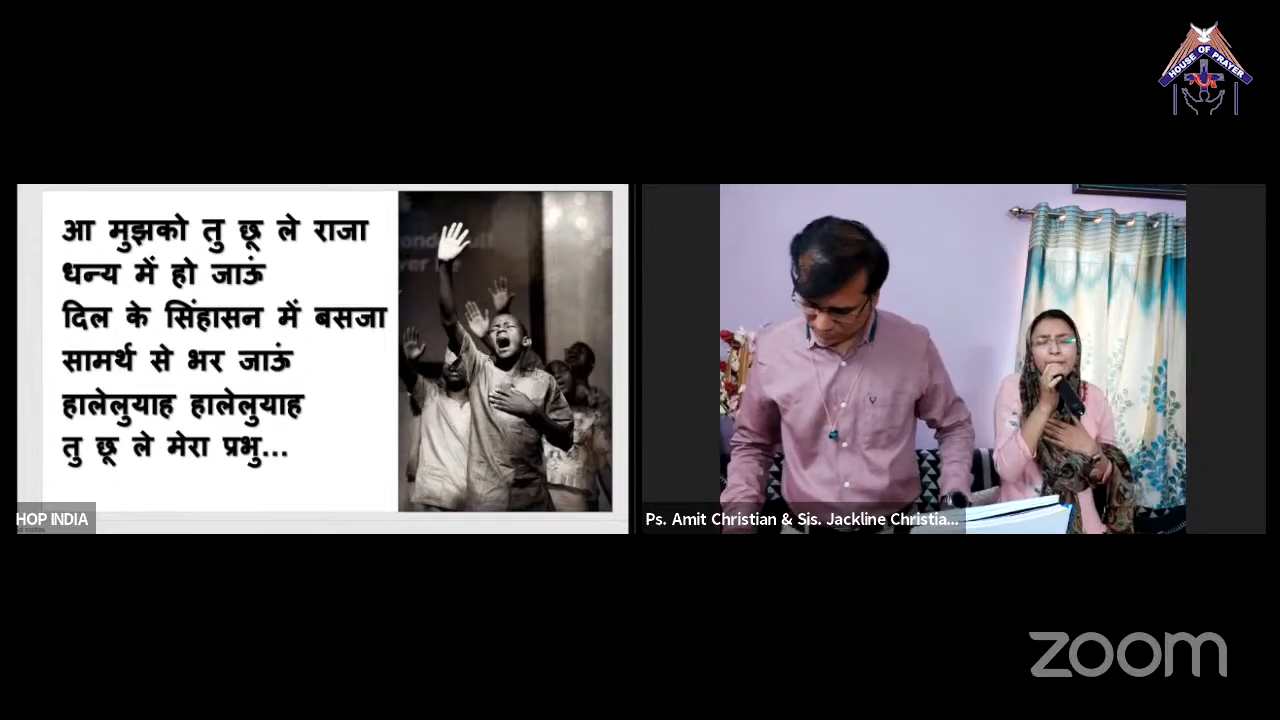 HOUSE OF PRAYER
आ मुझको तु छू ले राजा
धन्य में हो जाऊं
दिल के सिंहासन में बसजा
सामर्थ से भर जाऊं
हालेलुयाह हालेलुयाह
तु छू ले मेरा प्रभु...
HOP INDIA
Ps. Amit Christian & Sis. Jackline Christia...
zoom